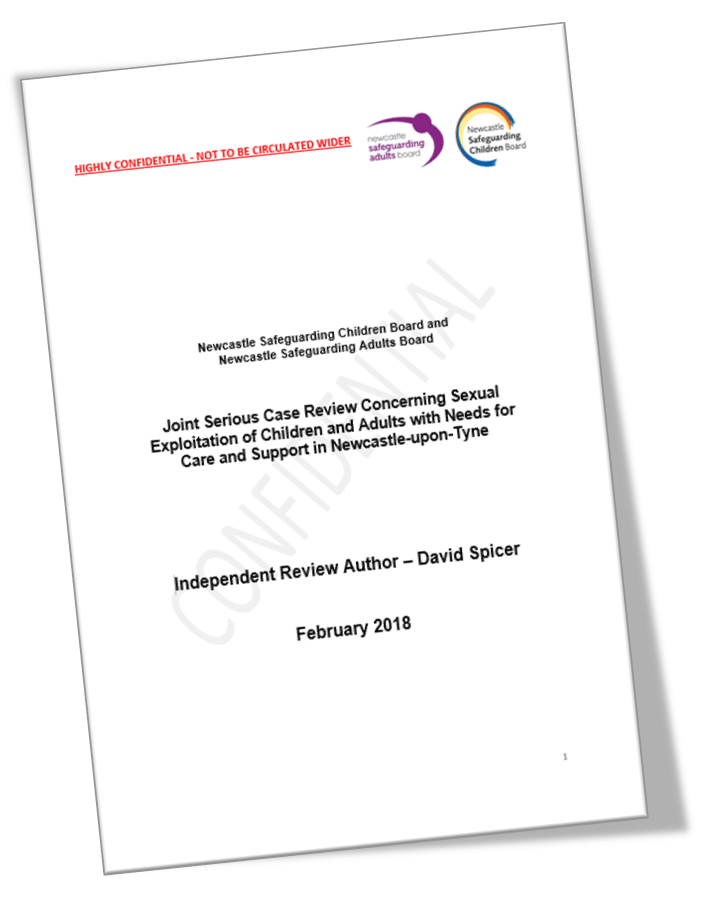 HIGHLY CONFIDENTIAL - NOT TO BE CIRCULATED WIDER
newcastle
safeguarding
adults board
Newcastle
Safeguarding
Children Board
Newcastle Safeguarding Children Board and
Newcastle Safeguarding Adults Board
CONFIDENTIAL
Joint Serious Case Review Concerning Sexual
Exploitation of Children and Adults with Needs for
Care and Support in Newcastle-upon-Tyne
Independent Review Author – David Spicer
February 2018
1